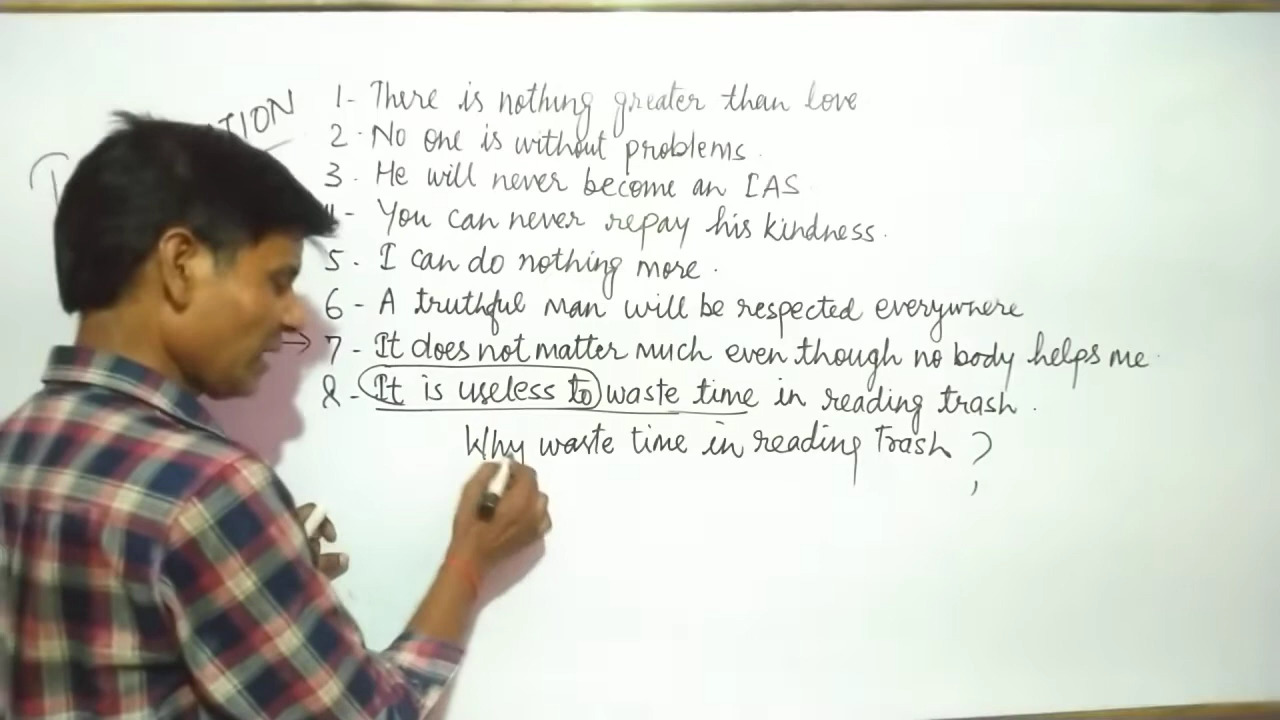 1- There is nothing greater than love
2- No one is without problems.
3. He will never become an IAS
- You can never repay his kindness.
5. I can do nothing more.
6- A truthful man will be respected everywhere
→ 7- It does not matter much even though no body helps me.
8- It is useless to waste time in reading trash.
Why waste time in reading Trash?